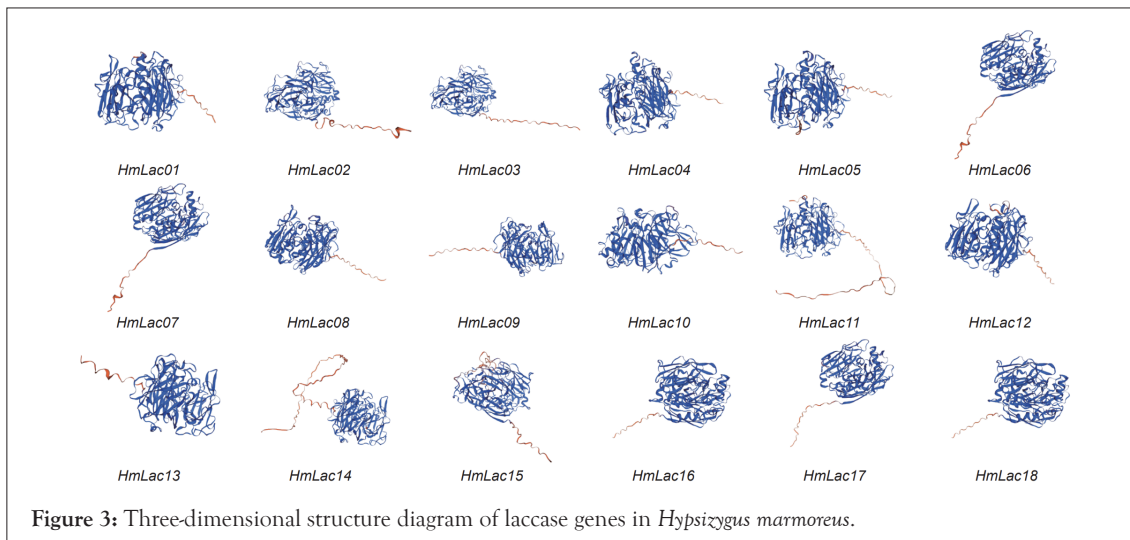 HmLac01 HmLac02 HmLac03 HmLac04 HmLac05 HmLac06
HmLac07 HmLac08 HmLac09 HmLac10 HmLac11 HmLac12
HmLac13 HmLac14 HmLac15 HmLac16 HmLac17 HmLac18
Figure 3: Three-dimensional structure diagram of laccase genes in Hypsizygus marmoreus.